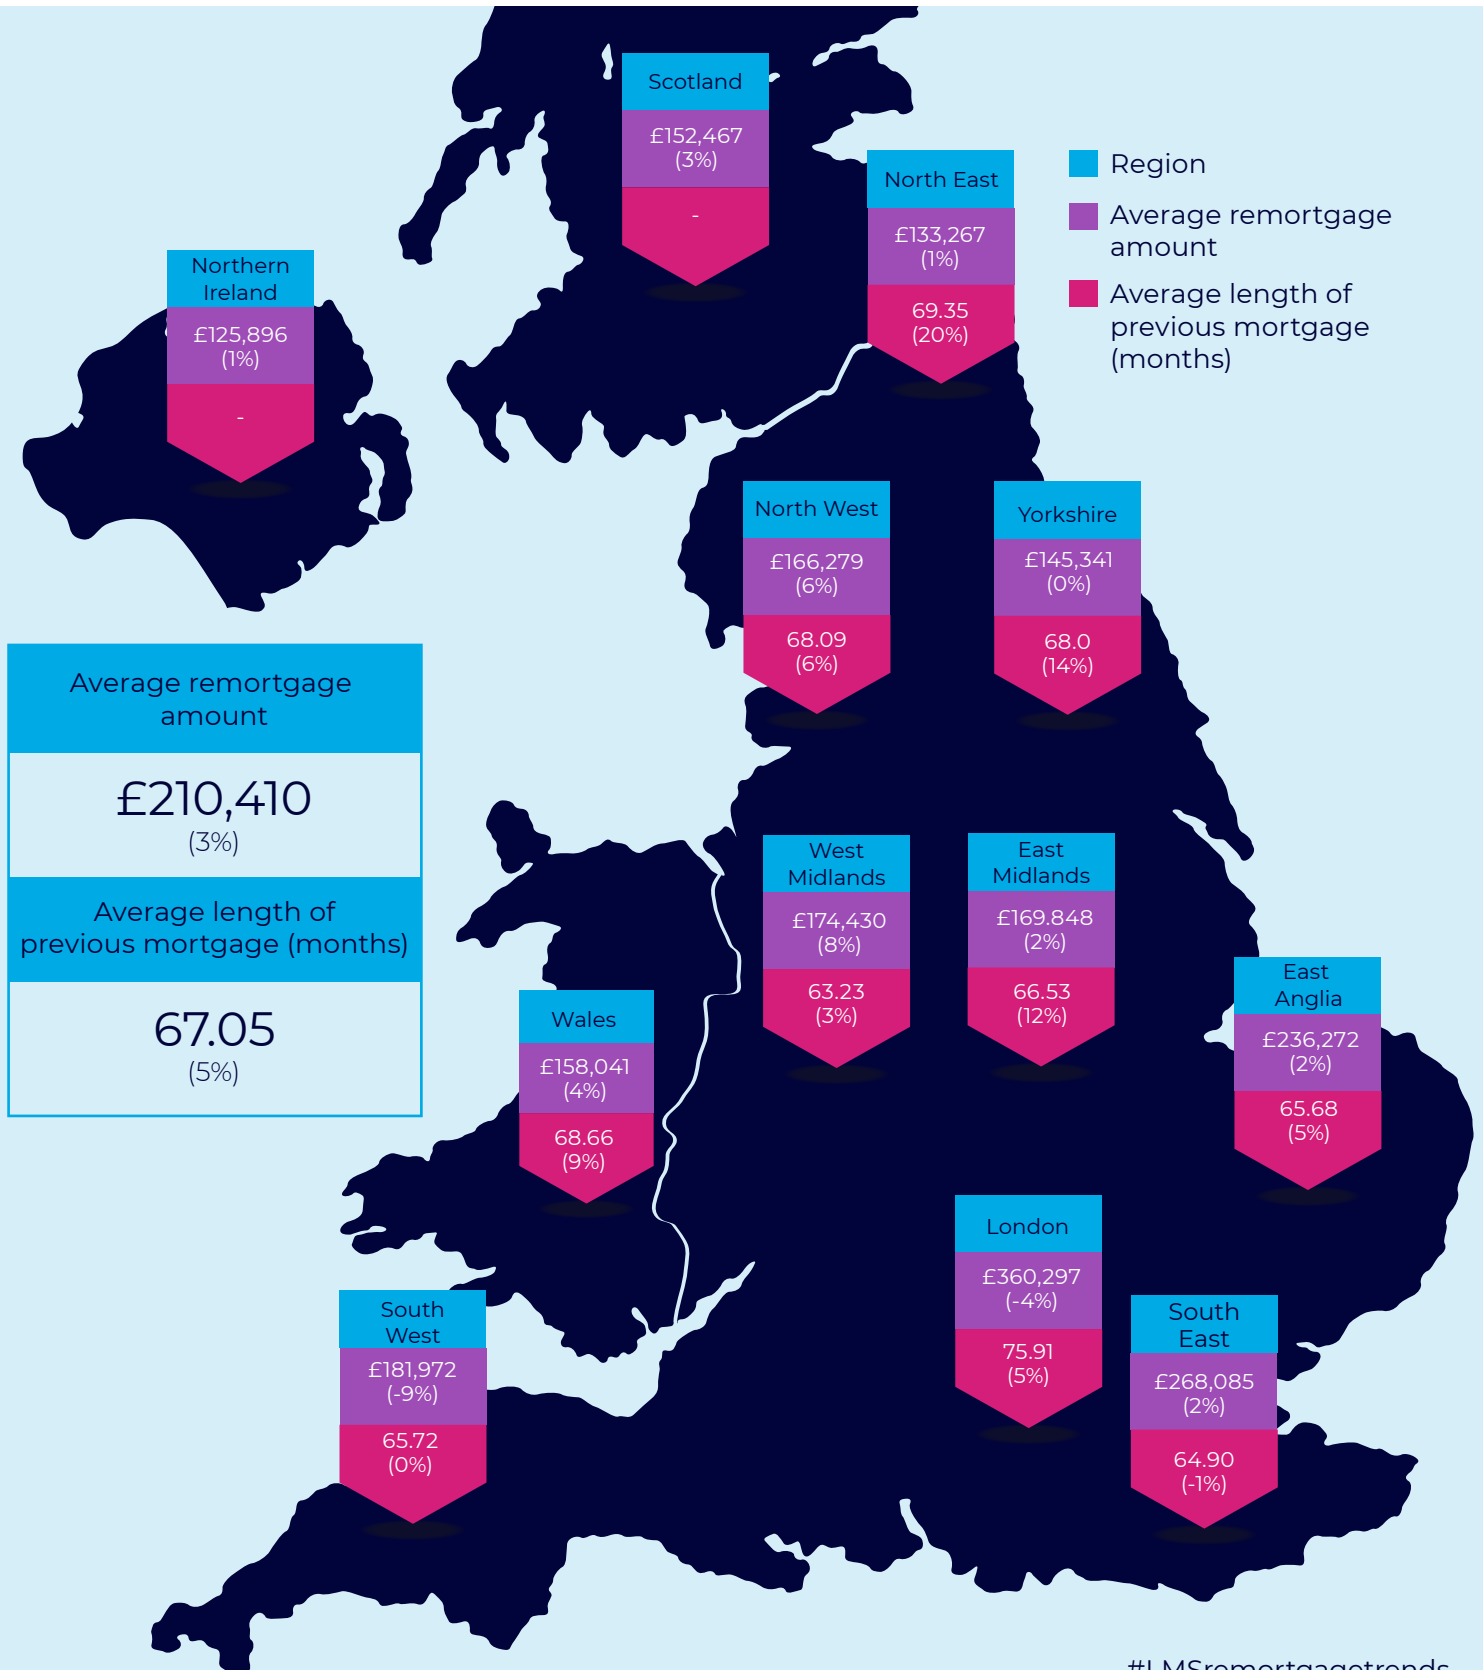 Scotland
£152,467
(3%)
-
North East
£133,267
(1%)
69.35
(20%)
Region
Average remortgage
amount
Average length of
previous mortgage
(months)
Northern
Ireland
£125,896
(1%)
-
North West
£166,279
(6%)
68.09
(6%)
Yorkshire
£145,341
(0%)
68.0
(14%)
Average remortgage
amount
£210,410
(3%)
Average length of
previous mortgage (months)
67.05
(5%)
West
Midlands
£174,430
(8%)
63.23
(3%)
East
Midlands
£169.848
(2%)
66.53
(12%)
East
Anglia
£236,272
(2%)
65.68
(5%)
Wales
£158,041
(4%)
68.66
(9%)
London
£360,297
(-4%)
75.91
(5%)
South
East
£268,085
(2%)
64.90
(-1%)
South
West
£181,972
(-9%)
65.72
(0%)
#LMSremortgagetrends